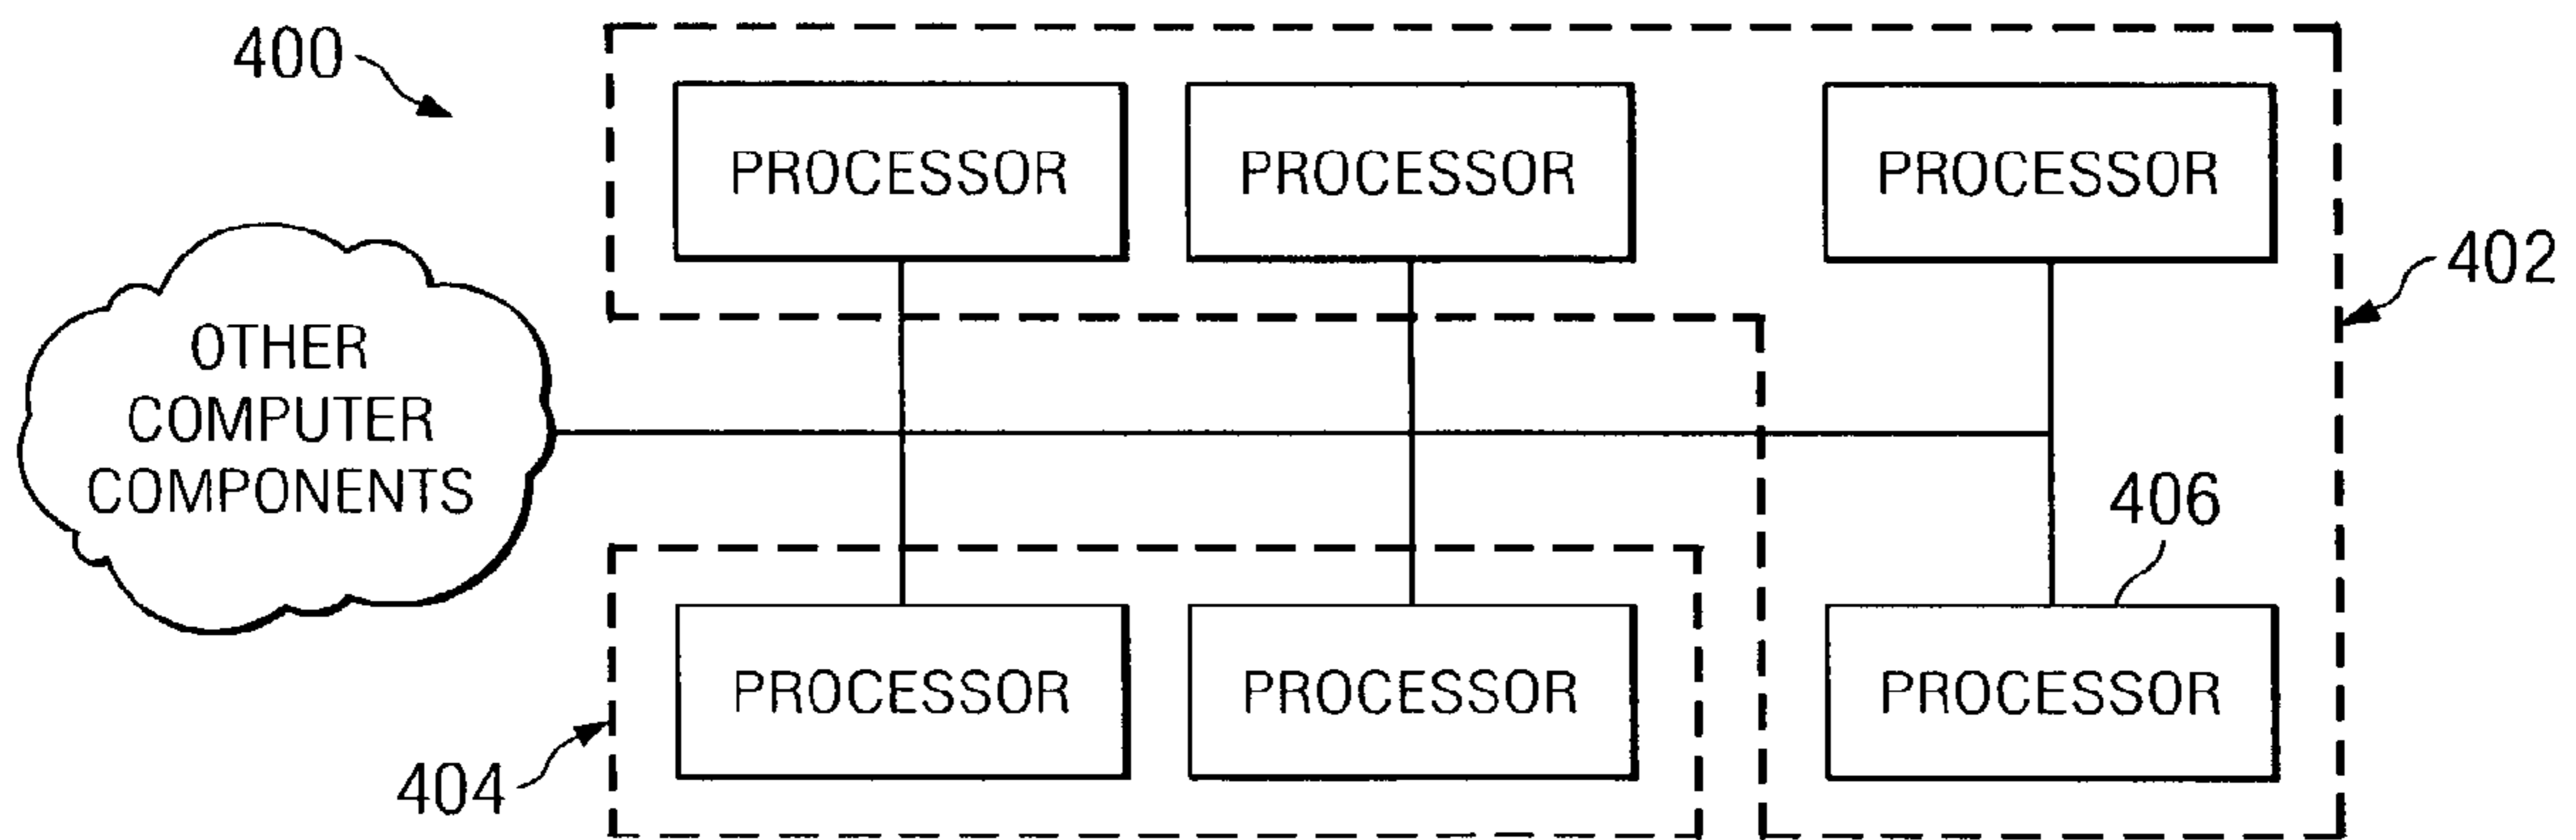 400
PROCESSOR
PROCESSOR
PROCESSOR
402
OTHER
COMPUTER
COMPONENTS
406
PROCESSOR
PROCESSOR
PROCESSOR
404